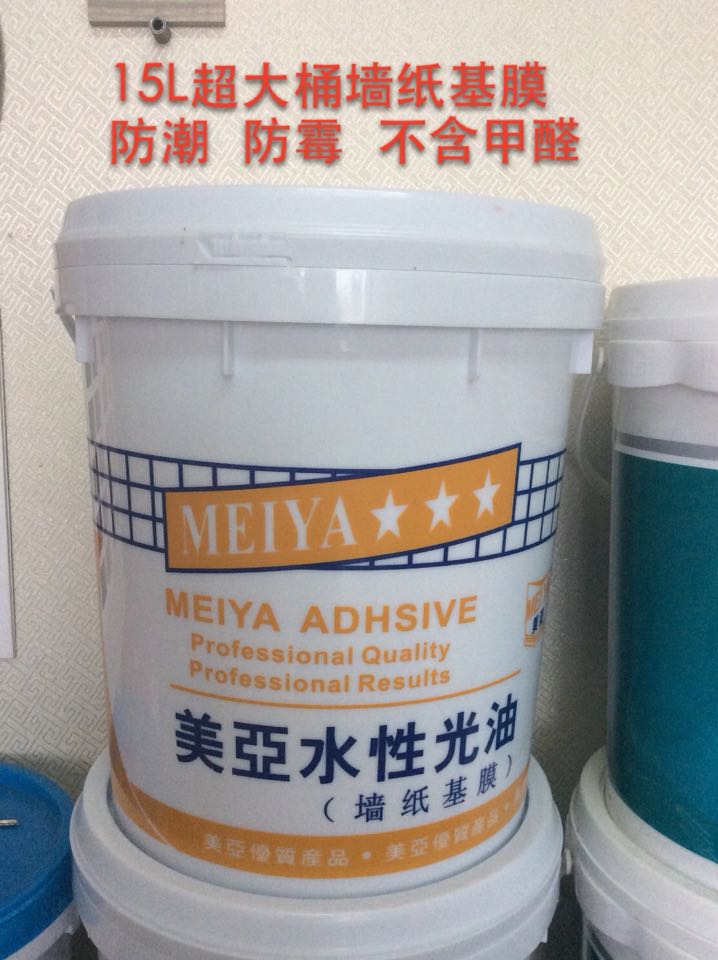 15L超大桶墙纸基膜
防潮 防霉 不含甲醛
MEIYA★★★
MEIYA ADHSIVE
Professional Quality
Professional Results
美亞水性光油
（墙纸基膜）
美亞優質産品・美亞優質産品・